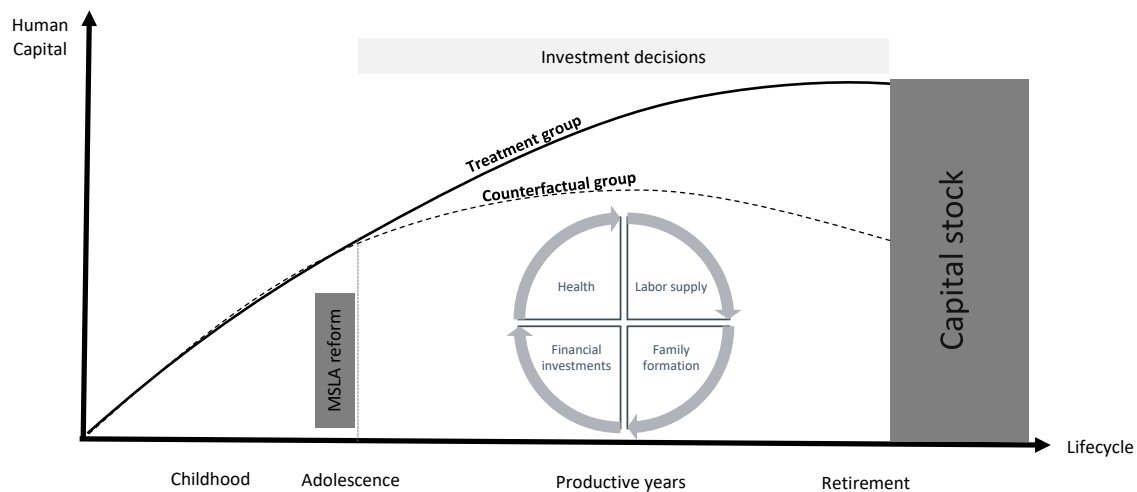 Human
Capital
Investment decisions
Treatment group
Counterfactual group
Health
Labor supply
Financial
investments
Family
formation
MSLA reform
Capital stock
Lifecycle
Childhood
Adolescence
Productive years
Retirement